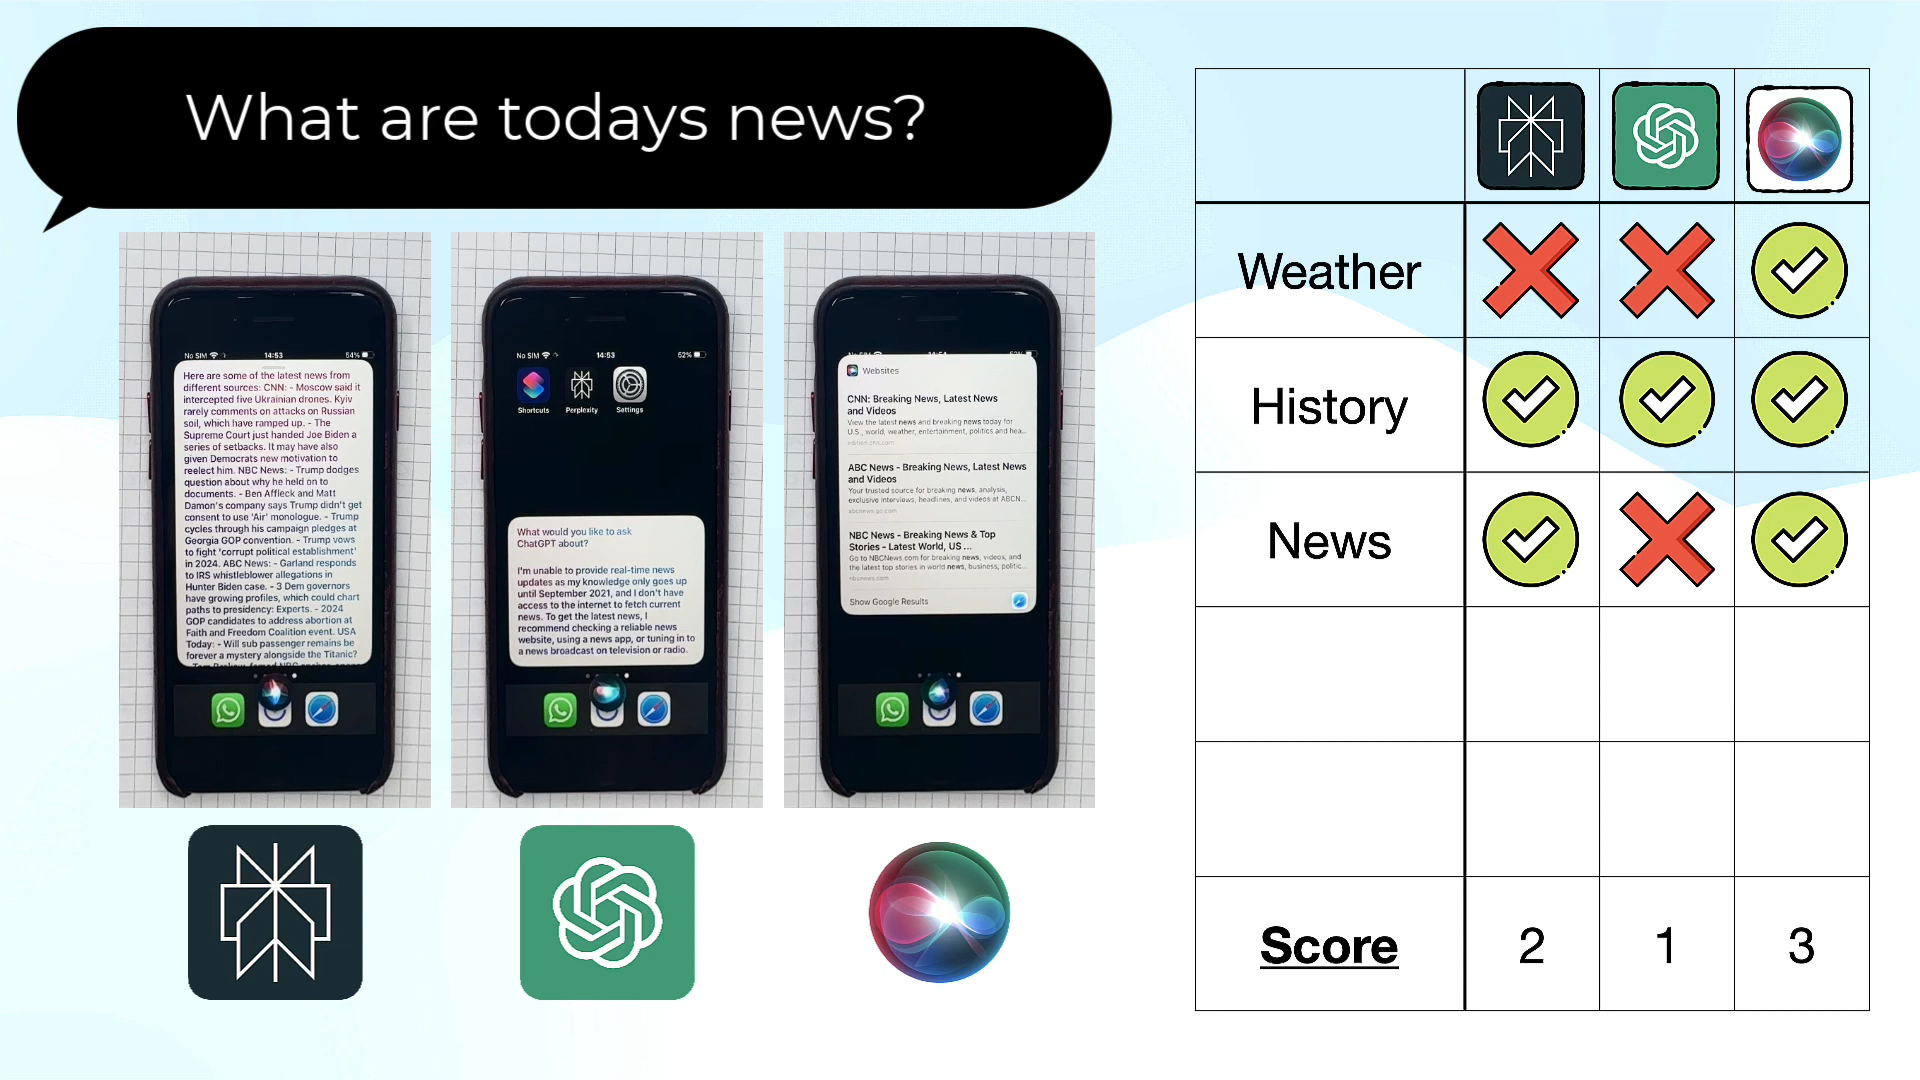 What are todays news?
No SIM 14:53 54%
Here are some of the latest news from
different sources: CNN: - Moscow said it
intercepted five Ukrainian drones. Kyiv
rarely comments on attacks on Russian
soil, which have ramped up. - The
Supreme Court just handed Joe Biden a
series of setbacks. It may have also
given Democrats new motivation to
reelect him. NBC News: - Trump dodges
question about why he held on to
documents. - Ben Affleck and Matt
Damon's company says Trump didn't get
consent to use 'Air' monologue. - Trump
cycles through his campaign pledges at
Georgia GOP convention. - Trump vows
to fight 'corrupt political establishment'
in 2024. ABC News: - Garland responds
to IRS whistleblower allegations in
Hunter Biden case. - 3 Dem governors
have growing profiles, which could chart
paths to presidency: Experts. - 2024
GOP candidates to address abortion at
Faith and Freedom Coalition event. USA
Today: - Will sub passenger remains be
forever a mystery alongside the Titanic?
No SIM 14:53 52%
Shortcuts Perplexity Settings
What would you like to ask
ChatGPT about?
I'm unable to provide real-time news
updates as my knowledge only goes up
until September 2021, and I don't have
access to the internet to fetch current
news. To get the latest news, I
recommend checking a reliable news
website, using a news app, or tuning in to
a news broadcast on television or radio.
Websites
CNN: Breaking News, Latest News
and Videos
View the latest news and breaking news today for
U.S., world, weather, entertainment, politics and hea...
edition.cnn.com
ABC News - Breaking News, Latest News
and Videos
Your trusted source for breaking news, analysis,
exclusive interviews, headlines, and videos at ABCN...
abcnews.go.com
NBC News - Breaking News & Top
Stories - Latest World, US ...
Go to NBCNews.com for breaking news, videos, and
the latest top stories in world news, business, politic...
nbcnews.com
Show Google Results
Weather
History
News
Score 2 1 3